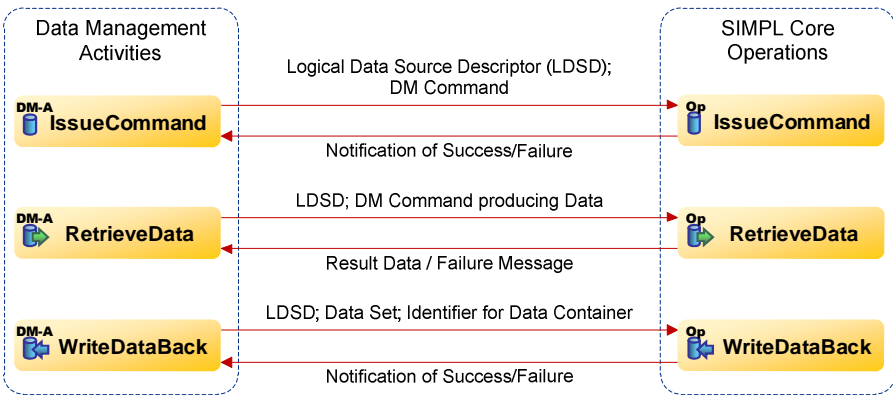 Data Management
Activities
SIMPL Core
Operations
Logical Data Source Descriptor (LDSD);
DM Command
DM-A
IssueCommand
Op
IssueCommand
Notification of Success/Failure
LDSD; DM Command producing Data
DM-A
RetrieveData
Op
RetrieveData
Result Data / Failure Message
LDSD; Data Set; Identifier for Data Container
DM-A
WriteDataBack
Op
WriteDataBack
Notification of Success/Failure